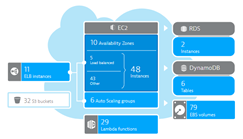 EC2
10 Availability Zones
5
Load balanced
43
Other
48
Instances
6 Auto Scaling groups
11
ELB instances
32 S3 buckets
29
Lambda functions
RDS
2
Instances
DynamoDB
6
Tables
79
EBS volumes